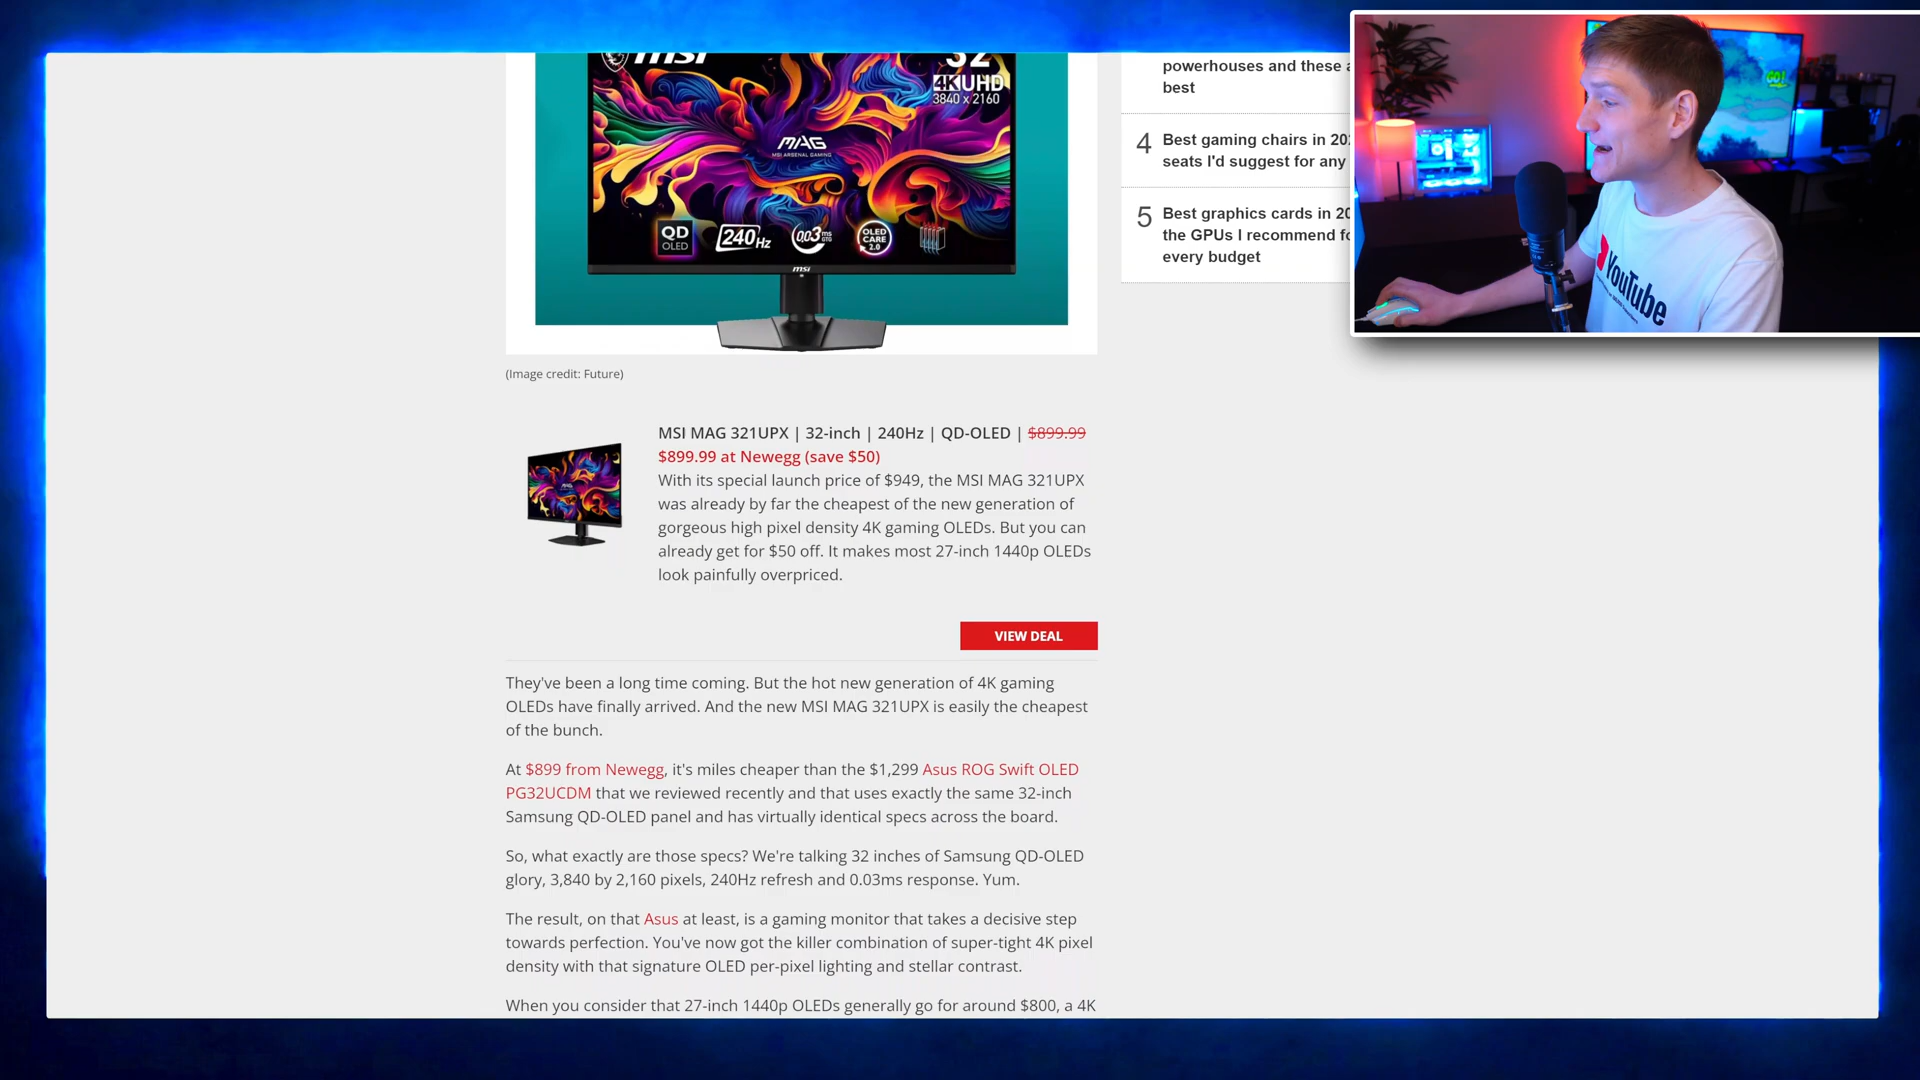 msi
32
4KUHD
3840 x 2160
MAG
MSI ARSENAL GAMING
QD
OLED
240Hz
0.03ms
GTG
OLED
CARE
2.0
msi
(Image credit: Future)
MSI MAG 321UPX | 32-inch | 240Hz | QD-OLED | $899.99
$899.99 at Newegg (save $50)
With its special launch price of $949, the MSI MAG 321UPX
was already by far the cheapest of the new generation of
gorgeous high pixel density 4K gaming OLEDs. But you can
already get for $50 off. It makes most 27-inch 1440p OLEDs
look painfully overpriced.
VIEW DEAL
They've been a long time coming. But the hot new generation of 4K gaming
OLEDs have finally arrived. And the new MSI MAG 321UPX is easily the cheapest
of the bunch.
At $899 from Newegg, it's miles cheaper than the $1,299 Asus ROG Swift OLED
PG32UCDM that we reviewed recently and that uses exactly the same 32-inch
Samsung QD-OLED panel and has virtually identical specs across the board.
So, what exactly are those specs? We're talking 32 inches of Samsung QD-OLED
glory, 3,840 by 2,160 pixels, 240Hz refresh and 0.03ms response. Yum.
The result, on that Asus at least, is a gaming monitor that takes a decisive step
towards perfection. You've now got the killer combination of super-tight 4K pixel
density with that signature OLED per-pixel lighting and stellar contrast.
When you consider that 27-inch 1440p OLEDs generally go for around $800, a 4K
powerhouses and these a
best
4 Best gaming chairs in 20
seats I'd suggest for any
5 Best graphics cards in 20
the GPUs I recommend fo
every budget
GO!
YouTube